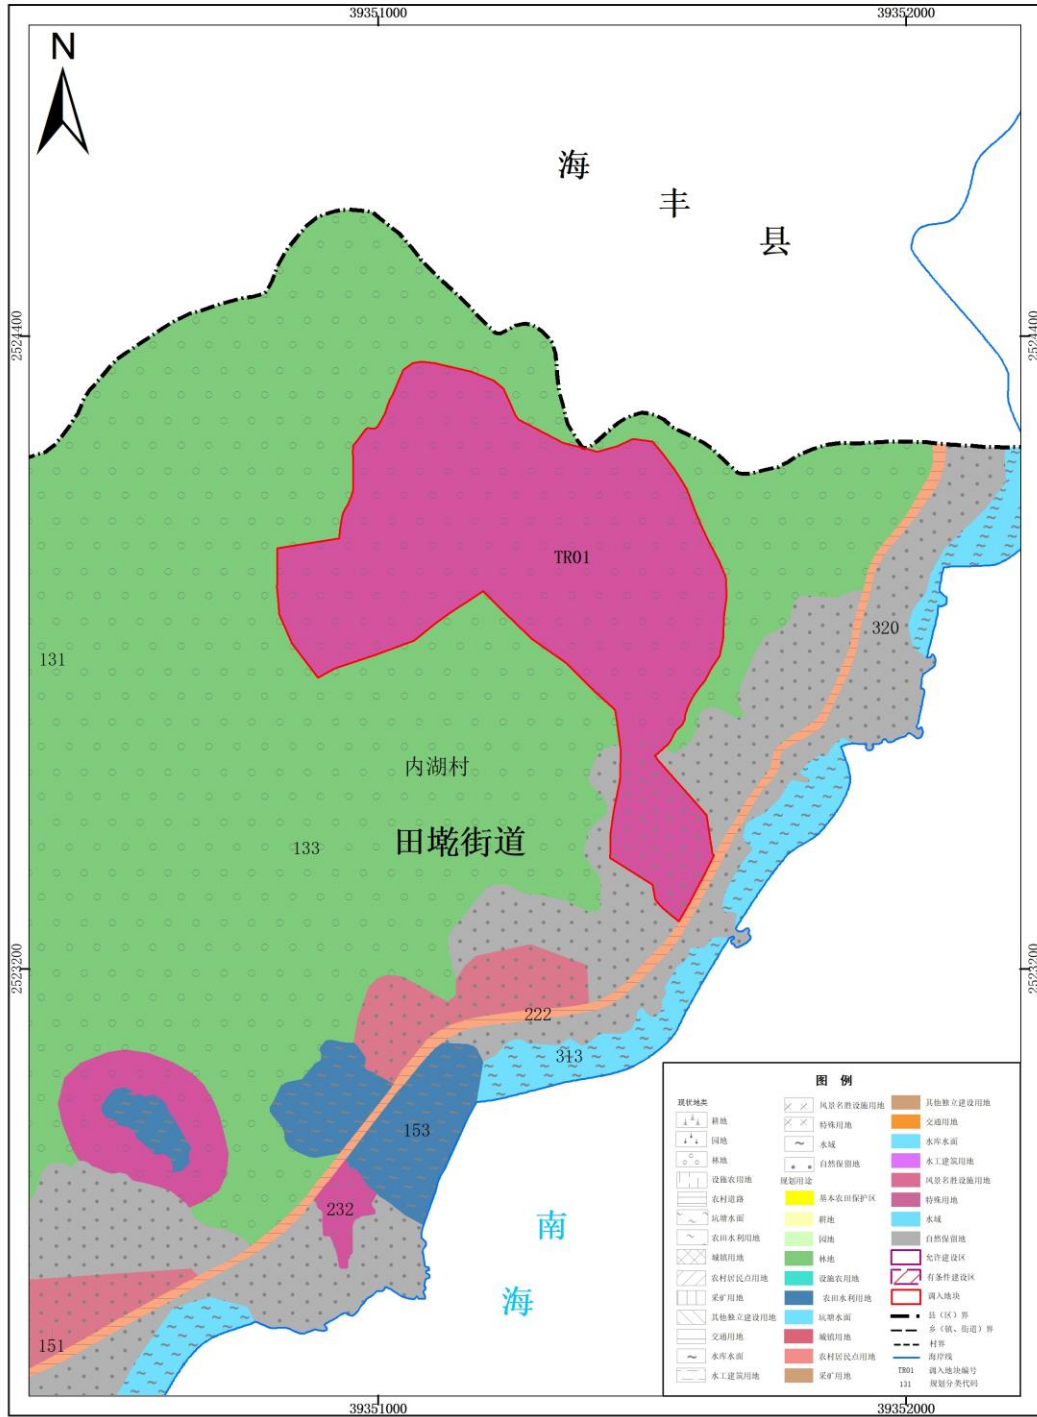 39351000
39352000
N
海
丰
县
2524400
2524400
TR01
320
131
内湖村
133
田墘街道
2523200
2523200
222
313
153
232
南
海
151
图 例
现状地类
耕地
园地
林地
设施农用地
农村道路
坑塘水面
农田水利用地
城镇用地
农村居民点用地
采矿用地
其他独立建设用地
交通用地
水库水面
水工建筑用地
风景名胜设施用地
特殊用地
水域
自然保留地
规划用途
基本农田保护区
耕地
园地
林地
设施农用地
农田水利用地
坑塘水面
城镇用地
农村居民点用地
采矿用地
其他独立建设用地
交通用地
水库水面
水工建筑用地
风景名胜设施用地
特殊用地
水域
自然保留地
允许建设区
有条件建设区
调入地块
县（区）界
乡（镇、街道）界
村界
海岸线
TR01 调入地块编号
131 规划分类代码
39351000
39352000